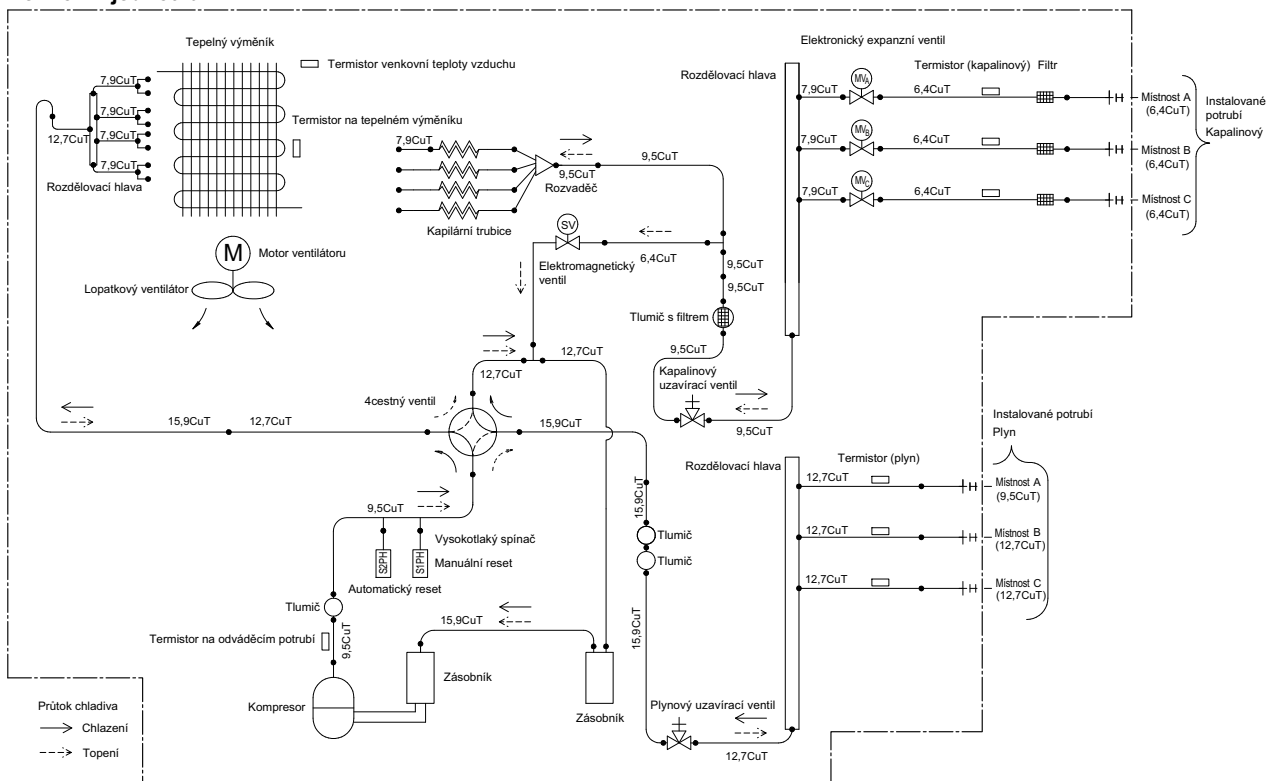 Tepelný výměník
Termistor venkovní teploty vzduchu
7,9CuT
7,9CuT
7,9CuT
7,9CuT
12,7CuT
Rozdělovací hlava
Termistor na tepelném výměníku
7,9CuT
9,5CuT
Rozvaděč
9,5CuT
Kapilární trubice
M
Motor ventilátoru
Lopatkový ventilátor
SV
Elektromagnetický
ventil
6,4CuT
9,5CuT
9,5CuT
Tlumič s filtrem
9,5CuT
Kapalinový
uzavírací ventil
9,5CuT
Elektronický expanzní ventil
Rozdělovací hlava
Termistor (kapalinový)
Filtr
7,9CuT
MVA
6,4CuT
Místnost A
(6,4CuT)
7,9CuT
MVB
6,4CuT
Místnost B
(6,4CuT)
7,9CuT
MVC
6,4CuT
Místnost C
(6,4CuT)
Instalované
potrubí
Kapalinový
12,7CuT
12,7CuT
4cestný ventil
15,9CuT
12,7CuT
15,9CuT
9,5CuT
Vysokotlaký spínač
S2PH
S1PH
Manuální reset
Automatický reset
Tlumič
Termistor na odváděcím potrubí
9,5CuT
15,9CuT
Zásobník
Kompresor
Zásobník
15,9CuT
Tlumič
Tlumič
15,9CuT
Plynový uzavírací ventil
12,7CuT
Rozdělovací hlava
Termistor (plyn)
Instalované potrubí
Plyn
12,7CuT
Místnost A
(9,5CuT)
12,7CuT
Místnost B
(12,7CuT)
12,7CuT
Místnost C
(12,7CuT)
Průtok chladiva
Chlazení
Topení